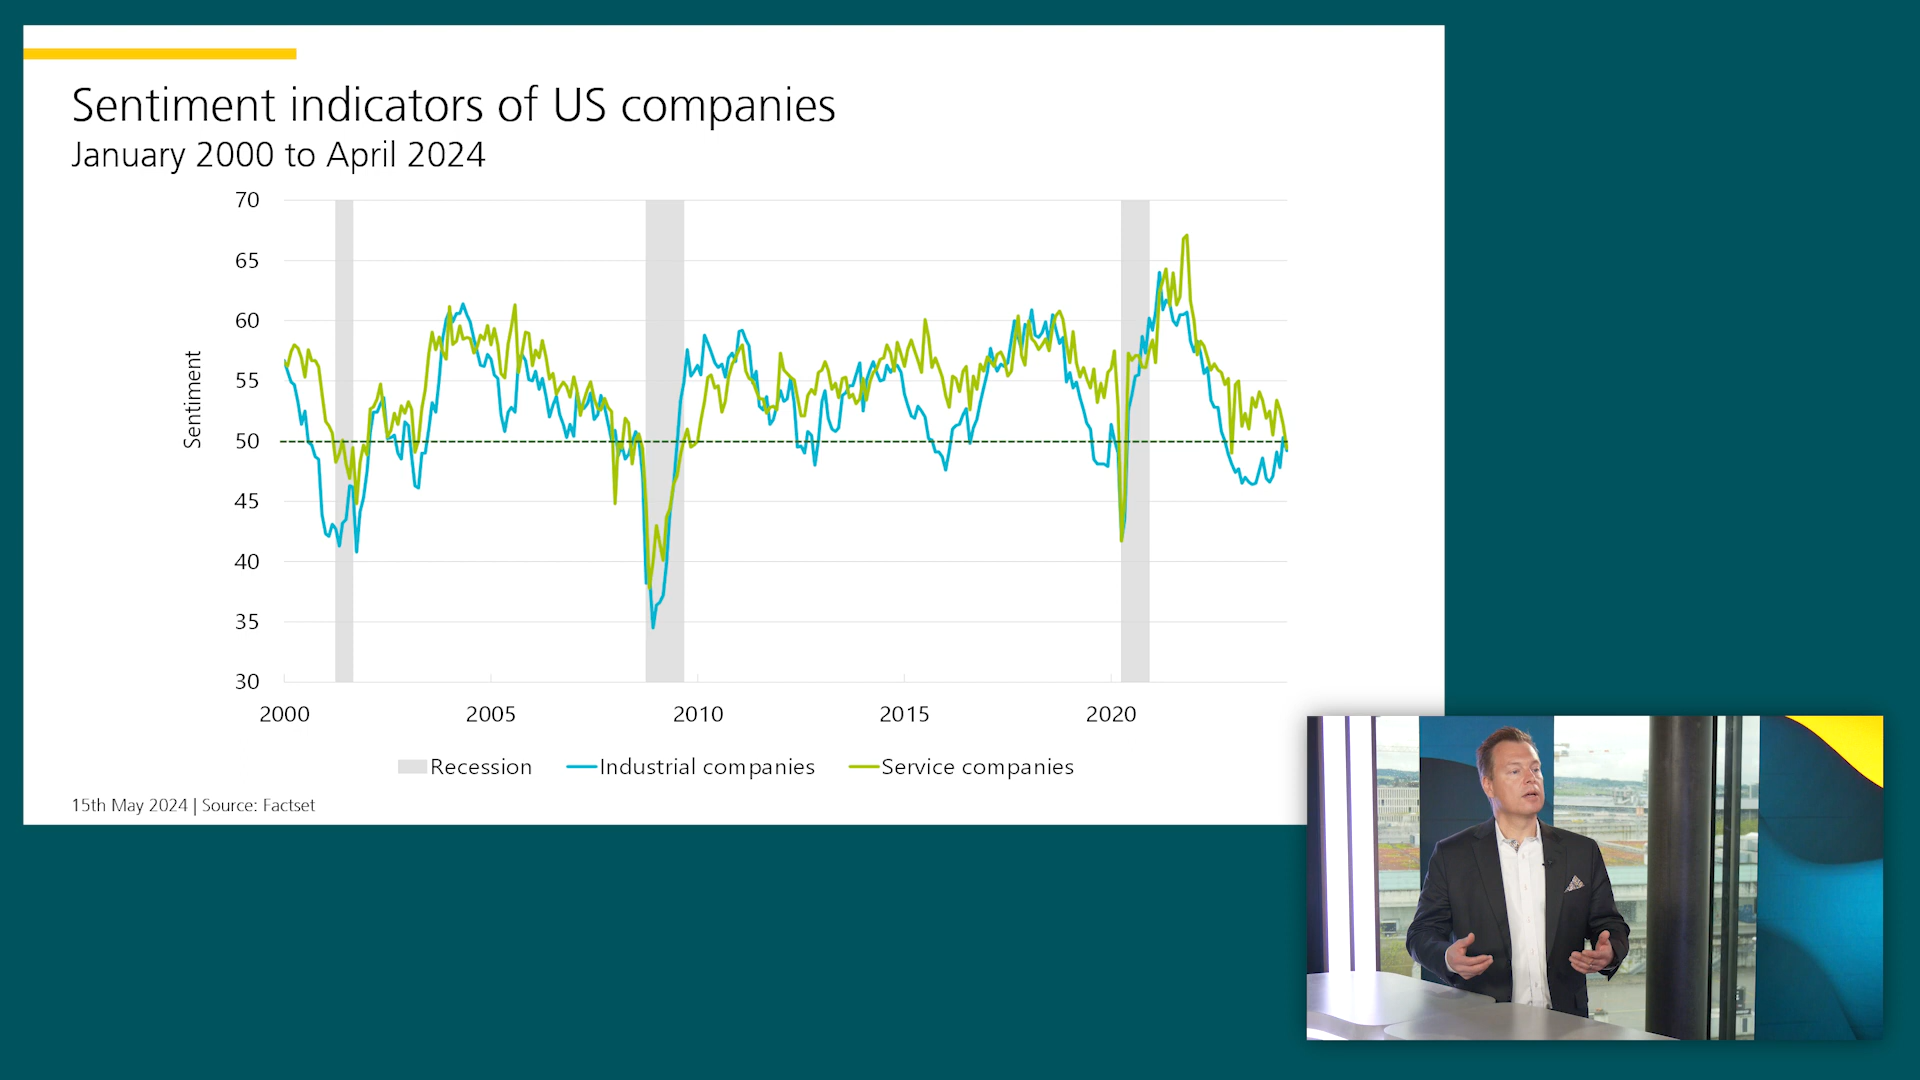 Sentiment indicators of US companies
January 2000 to April 2024
70
65
60
55
50
45
40
35
30
Sentiment
2000 2005 2010 2015 2020
Recession Industrial companies Service companies
15th May 2024 | Source: Factset